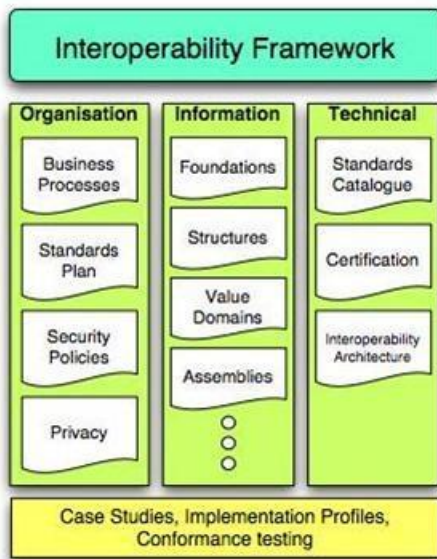 Interoperability Framework
Organisation
Business
Processes
Standards
Plan
Security
Policies
Privacy
Information
Foundations
Structures
Value
Domains
Assemblies
Technical
Standards
Catalogue
Certification
Interoperability
Architecture
Case Studies, Implementation Profiles,
Conformance testing